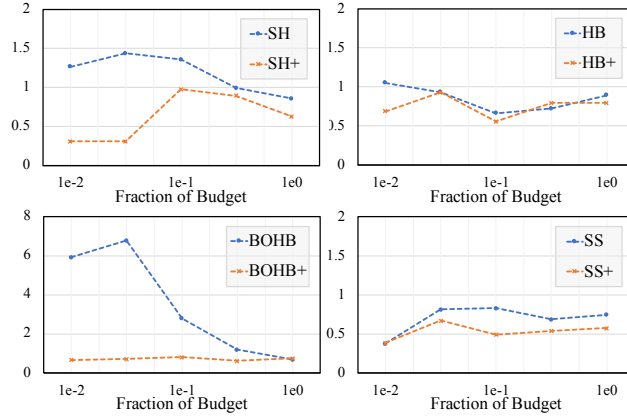 2
1.5
1
0.5
0
SH
SH+
1e-2
1e-1
1e0
Fraction of Budget
2
1.5
1
0.5
0
HB
HB+
1e-2
1e-1
1e0
Fraction of Budget
8
6
4
2
0
BOHB
BOHB+
1e-2
1e-1
1e0
Fraction of Budget
2
1.5
1
0.5
0
SS
SS+
1e-2
1e-1
1e0
Fraction of Budget